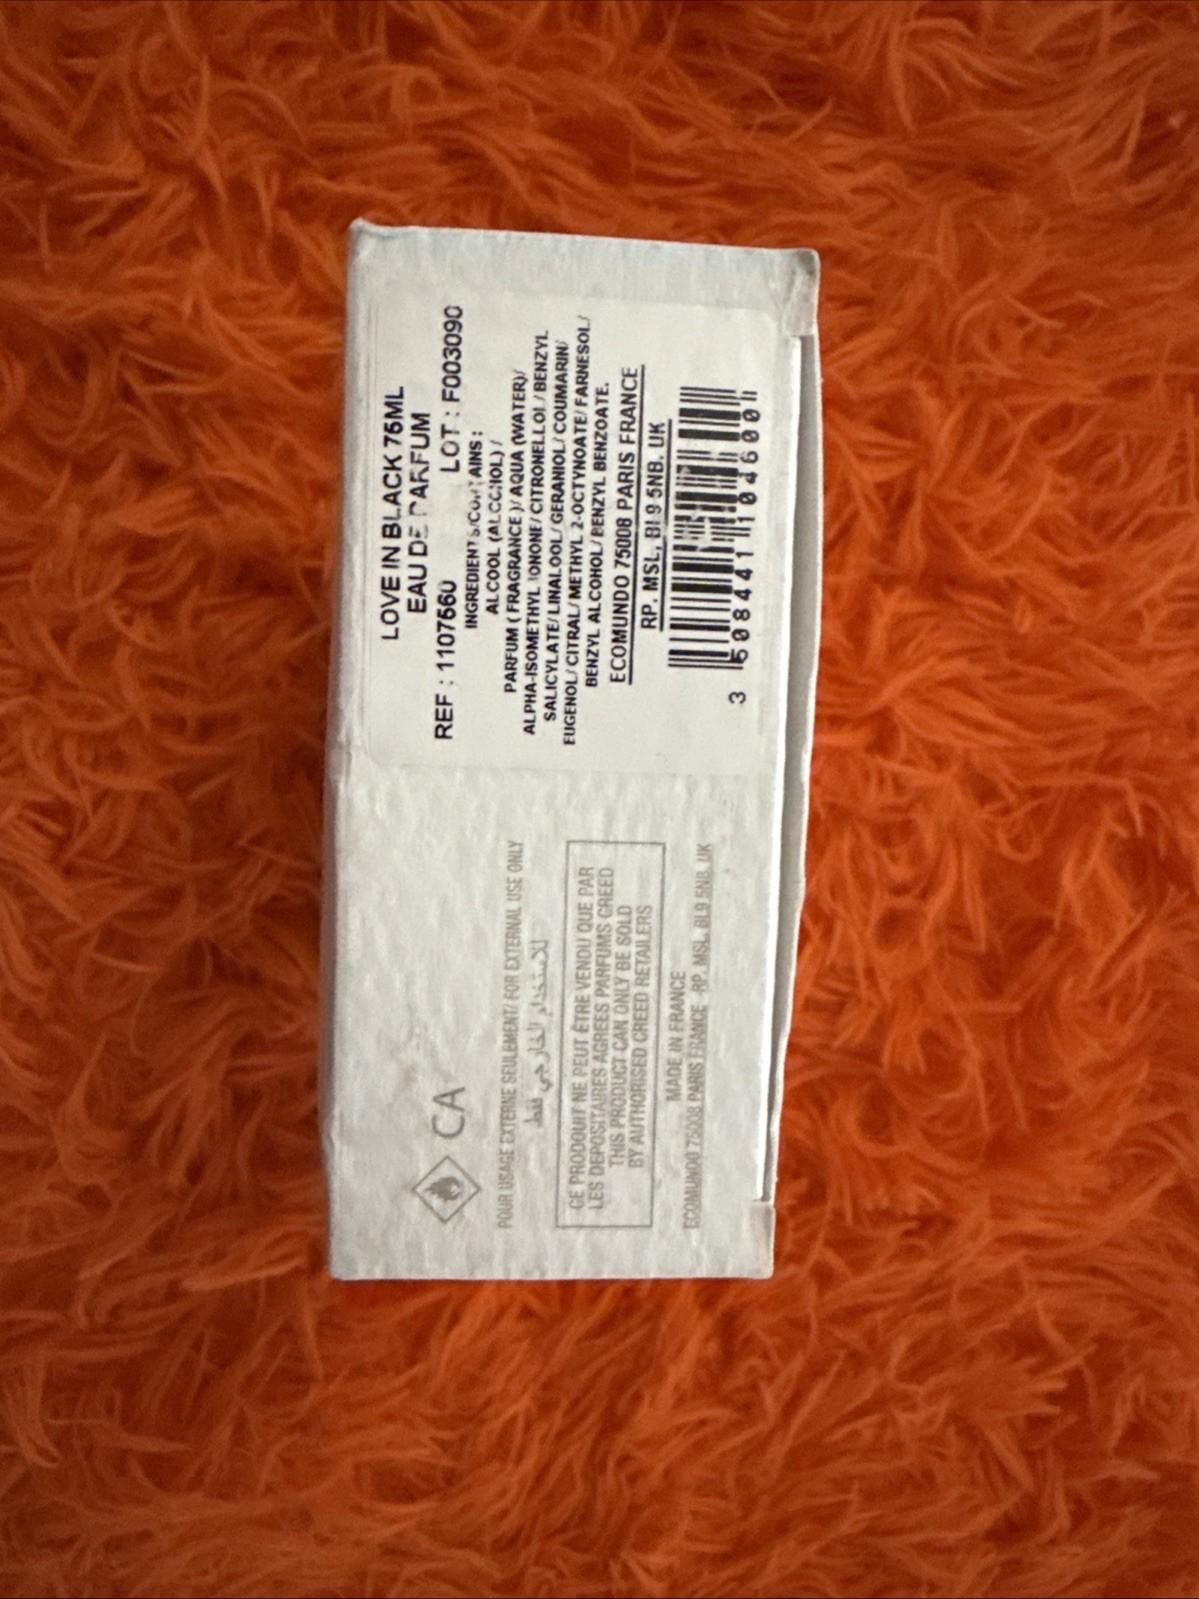 LOVE IN BLACK 75ML
EAU DE PARFUM
REF : 1107560 LOT : F003090
INGREDIENTS/CONTAINS :
ALCOOL (ALCOHOL) /
PARFUM ( FRAGRANCE )/ AQUA (WATER)/
ALPHA-ISOMETHYL IONONE/ CITRONELLOL/ BENZYL
SALICYLATE/ LINALOOL/ GERANIOL/ COUMARIN/
EUGENOL/ CITRAL/ METHYL 2-OCTYNOATE/ FARNESOL/
BENZYL ALCOHOL/ BENZYL BENZOATE.
ECOMUNDO 75008 PARIS FRANCE
RP. MSL, BL9 5NB. UK
3 508441 104600
CA
POUR USAGE EXTERNE SEULEMENT/ FOR EXTERNAL USE ONLY
للاستخدام الخارجي فقط
CE PRODOUIT NE PEUT ÊTRE VENDU QUE PAR
LES DEPOSITAIRES AGREES PARFUMS CREED
THIS PRODUCT CAN ONLY BE SOLD
BY AUTHORISED CREED RETAILERS
MADE IN FRANCE
ECOMUNDO 75008 PARIS FRANCE RP. MSL, BL9 5NB. UK